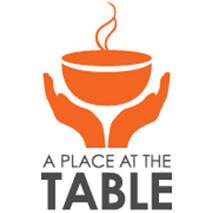 A PLACE AT THE
TABLE